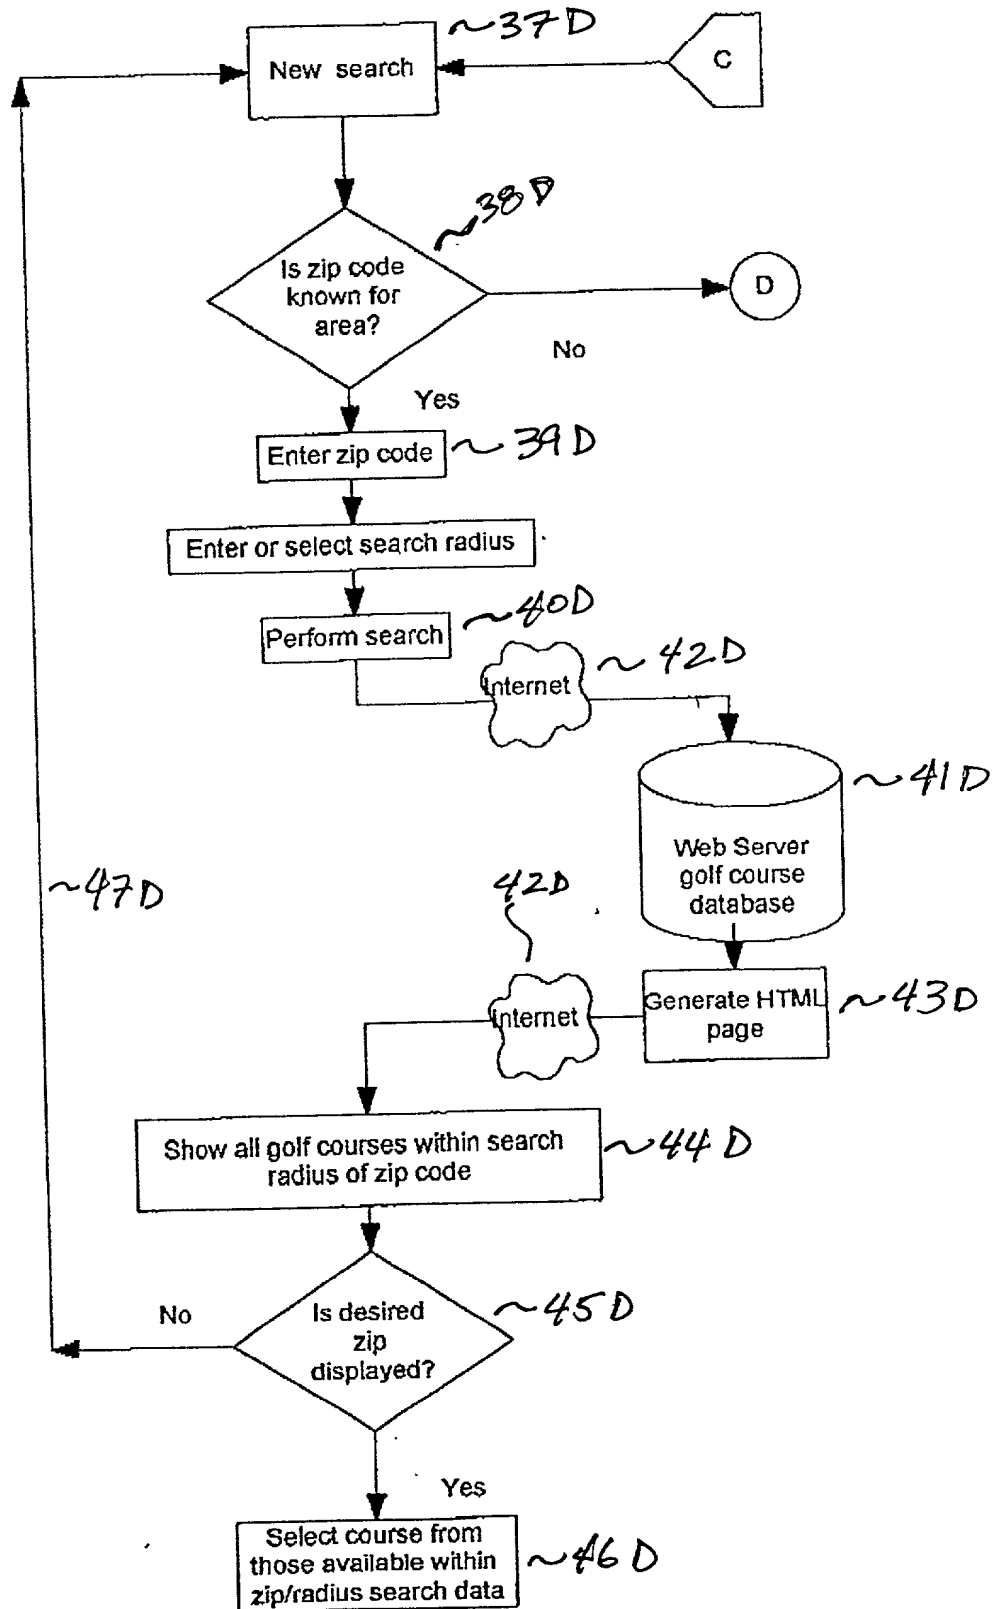 ~37D
New search
C
~38D
Is zip code
known for
area?
D
No
Yes
Enter zip code
~39D
Enter or select search radius
~40D
Perform search
Internet
~42D
~41D
Web Server
golf course
database
~47D
42D
Internet
Generate HTML
page
~43D
Show all golf courses within search
radius of zip code
~44D
No
Is desired
zip
displayed?
~45D
Yes
Select course from
those available within
zip/radius search data
~46D